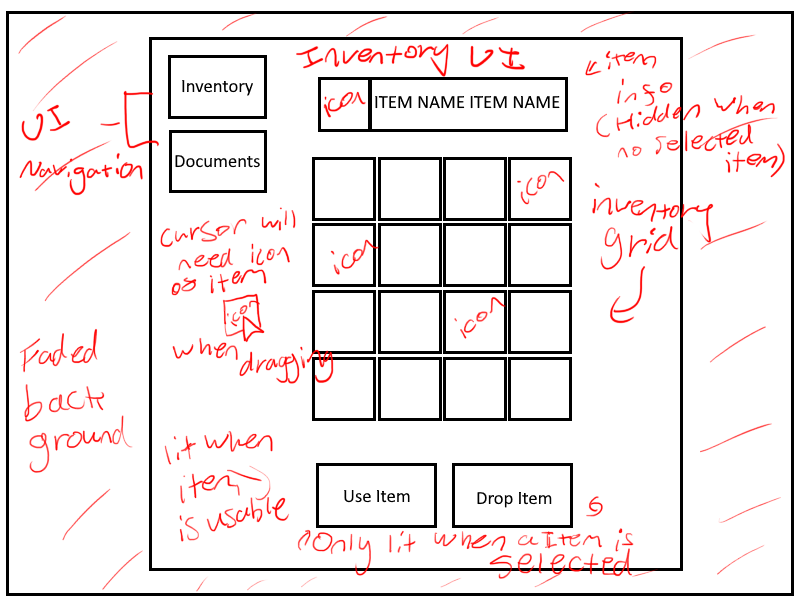 Inventory UI
Inventory
Documents
UI
Navigation
icon
ITEM NAME ITEM NAME
item
info
(Hidden when
no selected
item)
icon
icon
icon
inventory
grid
cursor will
need icon
of item
icon
when dragging
Faded
back
ground
lit when
item
is usable
Use Item
Drop Item
Only lit when a Item is
selected